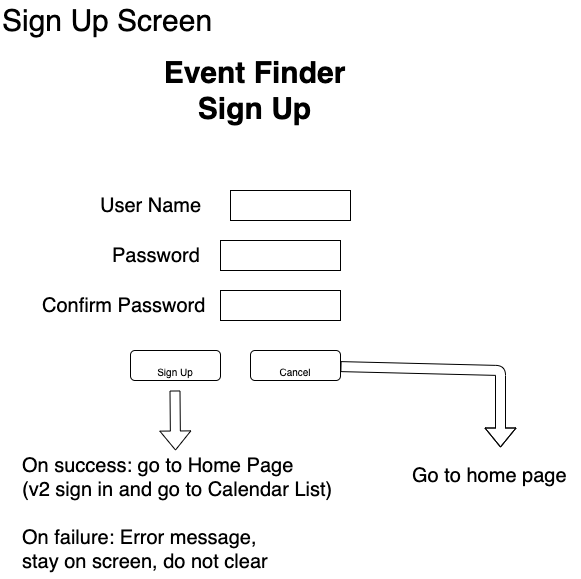 Sign Up Screen
Event Finder
Sign Up
User Name
Password
Confirm Password
Sign Up
Cancel
On success: go to Home Page
(v2 sign in and go to Calendar List)
Go to home page
On failure: Error message,
stay on screen, do not clear